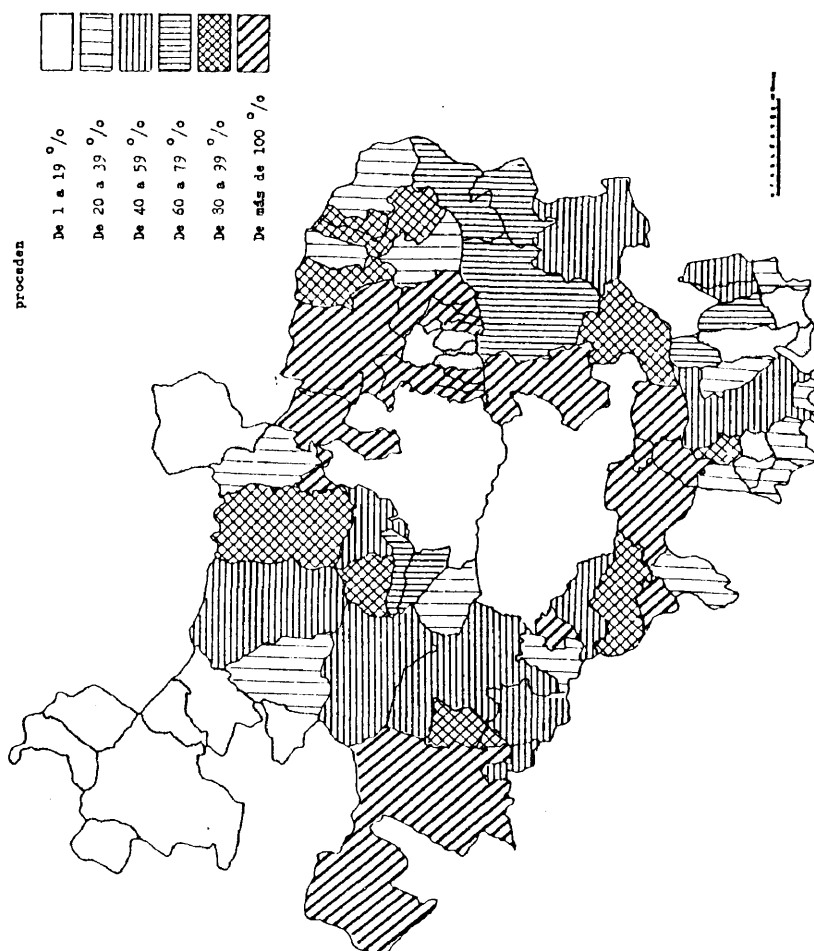 proceden
De 1 a 19 °/o
De 20 a 39 °/o
De 40 a 59 °/o
De 60 a 79 °/o
De 30 a 99 °/o
De más de 100 °/o